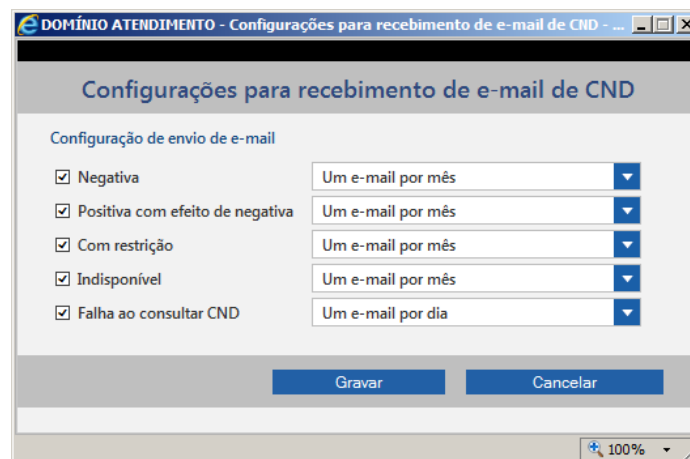 DOMÍNIO ATENDIMENTO - Configurações para recebimento de e-mail de CND - ...
Configurações para recebimento de e-mail de CND
Configuração de envio de e-mail
Negativa Um e-mail por mês
Positiva com efeito de negativa Um e-mail por mês
Com restrição Um e-mail por mês
Indisponível Um e-mail por mês
Falha ao consultar CND Um e-mail por dia
Gravar Cancelar
100%